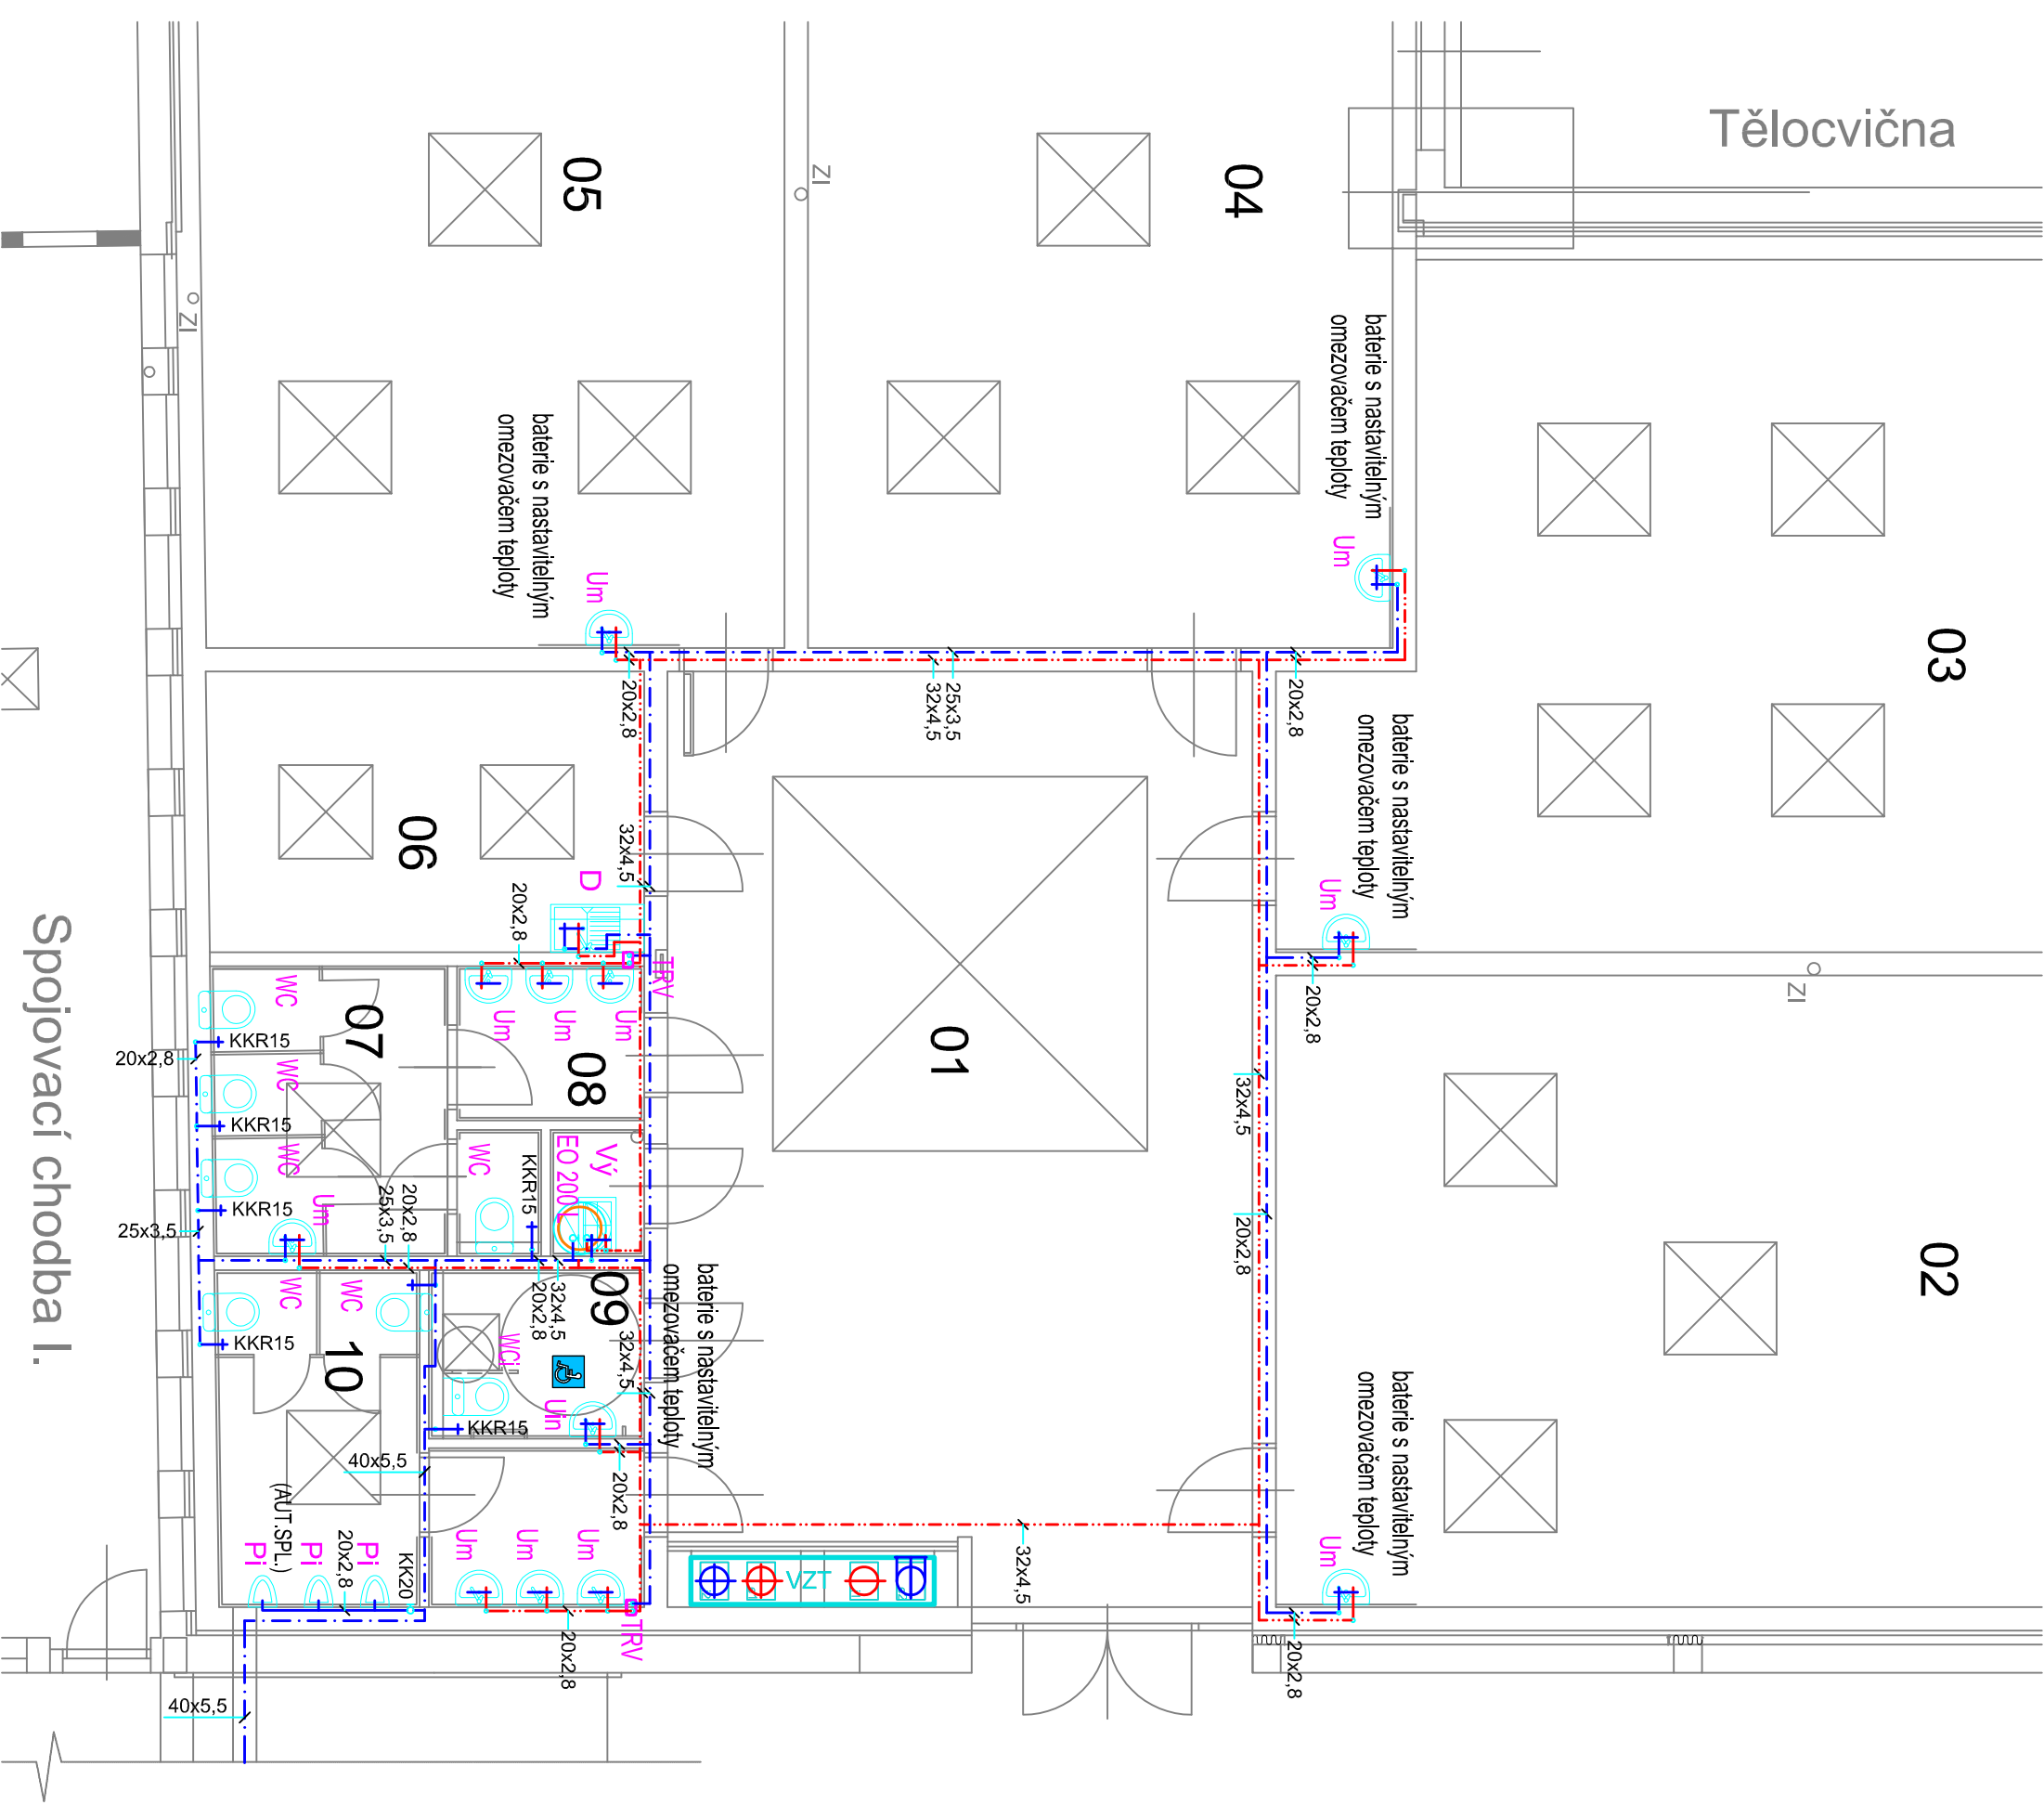 Tělocvična
05
ZI
04
ZI
baterie s nastavitelným
omezovačem teploty
Um
03
baterie s nastavitelným
omezovačem teploty
Um
20x2,8
25x3,5
32x4,5
20x2,8
baterie s nastavitelným
omezovačem teploty
Um
20x2,8
ZI
06
32x4,5
D
20x2,8
TRV
Um
Um
Um
WC
07
KKR15
20x2,8
WC
KKR15
WC
KKR15
25x3,5
Um
08
01
32x4,5
20x2,8
02
WC
KKR15
EO 200 L
Vý
20x2,8
25x3,5
32x4,5
20x2,8
09
32x4,5
baterie s nastavitelným
omezovačem teploty
WC
WC
KKR15
10
WCi
Uin
KKR15
20x2,8
40x5,5
(AUT.SPL.)
Pi
Pi
Pi
20x2,8
KK20
Um
Um
Um
TRV
20x2,8
VZT
32x4,5
baterie s nastavitelným
omezovačem teploty
Um
20x2,8
40x5,5
Spojovací chodba I.